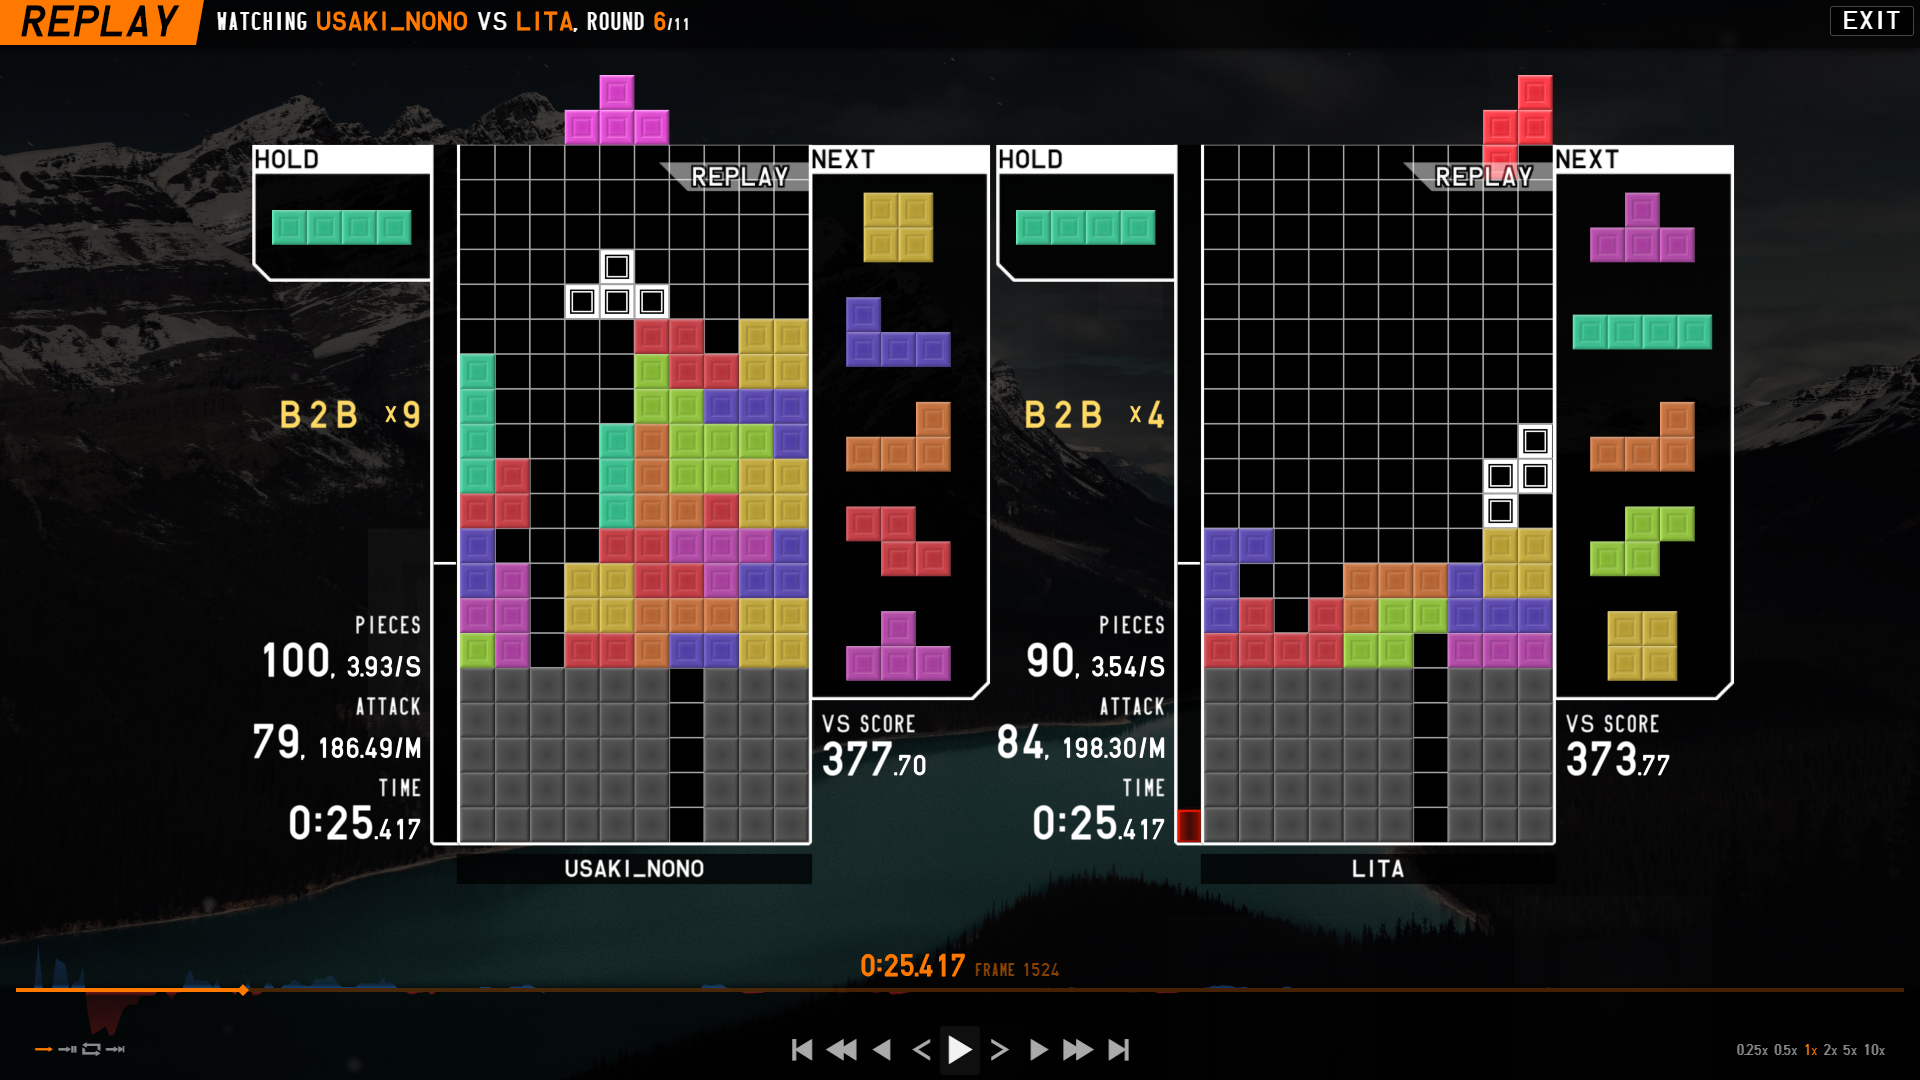 REPLAY WATCHING USAKI_NONO VS LITA, ROUND 6/11 EXIT
HOLD
NEXT
REPLAY
B2B x9
PIECES
100, 3.93/S
ATTACK
79, 186.49/M
TIME
0:25.417
VS SCORE
377.70
USAKI_NONO
HOLD
NEXT
REPLAY
B2B x4
PIECES
90, 3.54/S
ATTACK
84, 198.30/M
TIME
0:25.417
VS SCORE
373.77
LITA
0:25.417 FRAME 1524
0.25x 0.5x 1x 2x 5x 10x